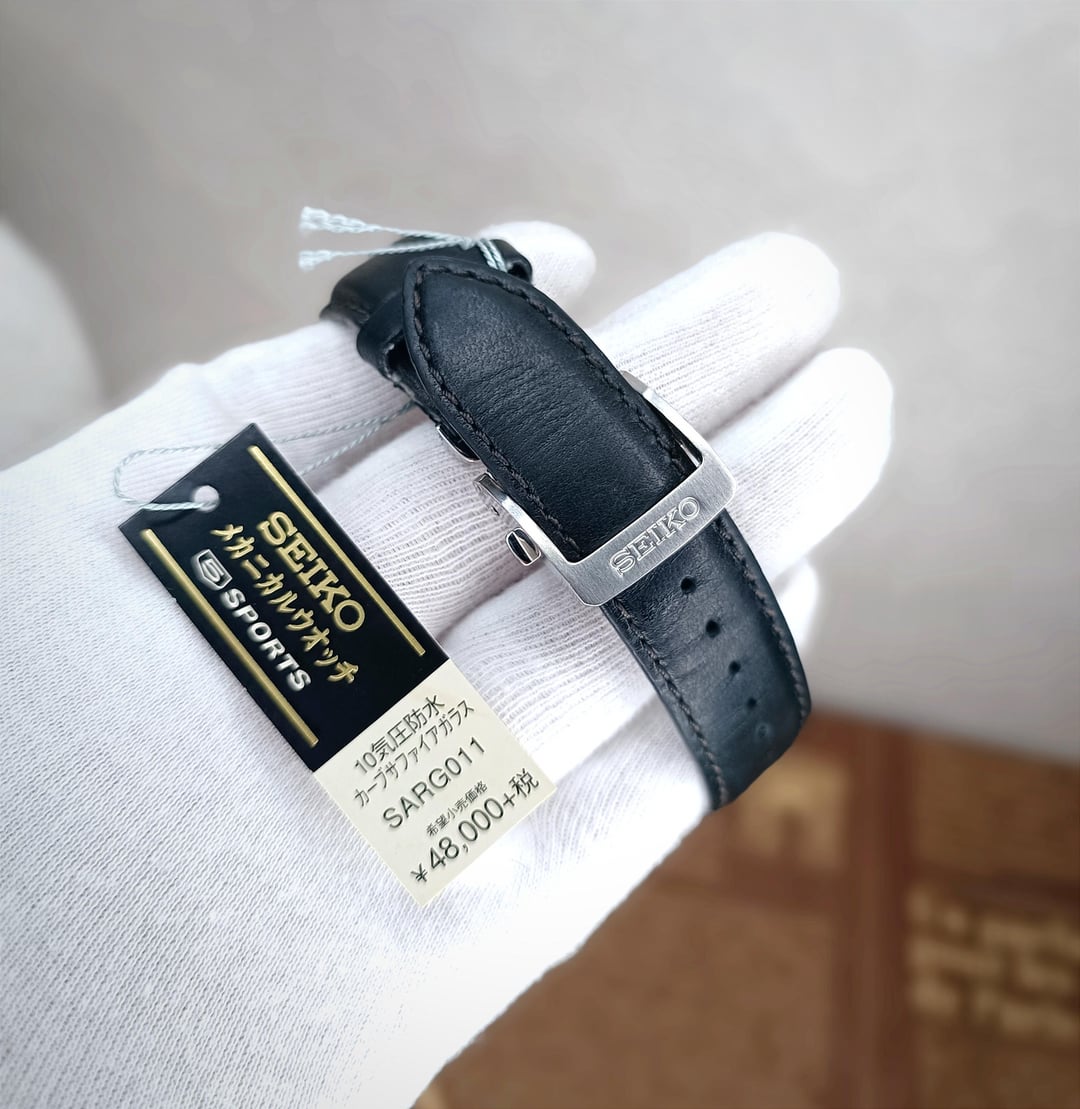 SEIKO
メカニカルウオッチ
5 SPORTS
10気圧防水
カーブサファイアガラス
SARG011
希望小売価格
¥48,000+税
SEIKO